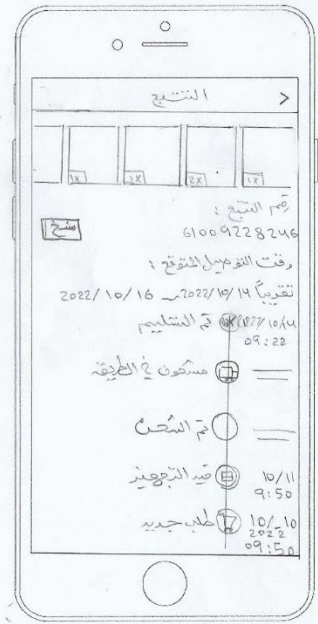 التتبع
1X
2X
1X
1X
رقم التتبع :
61009228246
نسخ
وقت التوصيل المتوقع :
تقريباً 2022/10/14 ~ 2022/10/16
تم التسليم
09:22
ستكون في الطريق
تم الشحن
قيد التجهيز
10/11
9:50
طلب جديد
10/10
2022
09:50